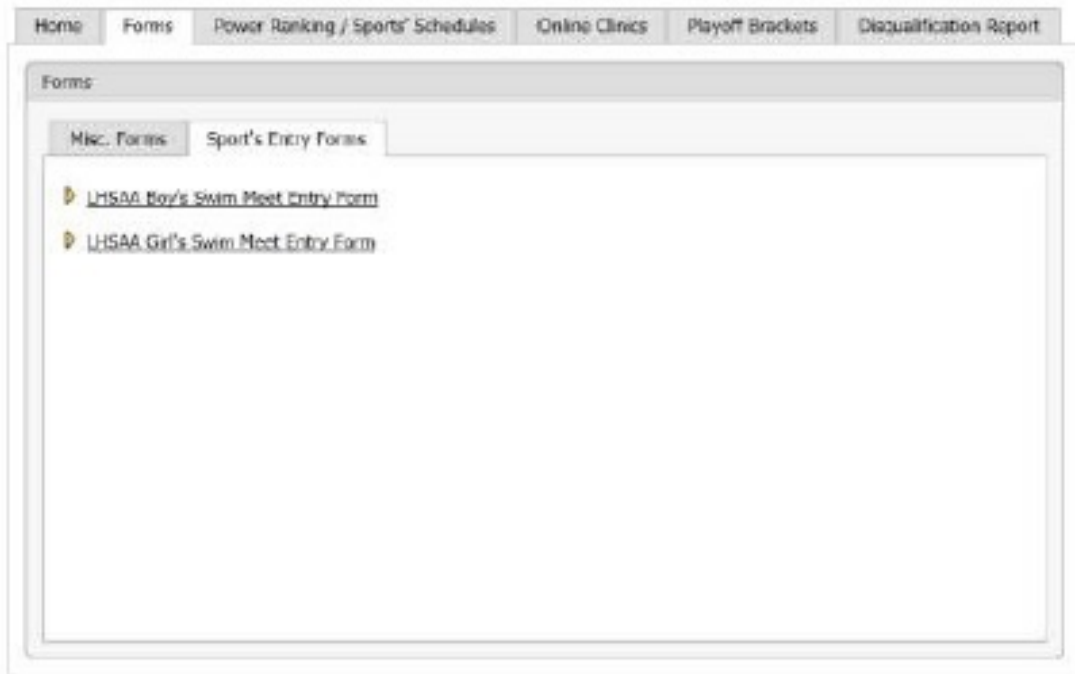 Home Forms Power Ranking / Sports' Schedules Online Clinics Playoff Brackets Disqualification Report
Forms
Misc. Forms Sport's Entry Forms
LHSAA Boy's Swim Meet Entry Form
LHSAA Girl's Swim Meet Entry Form